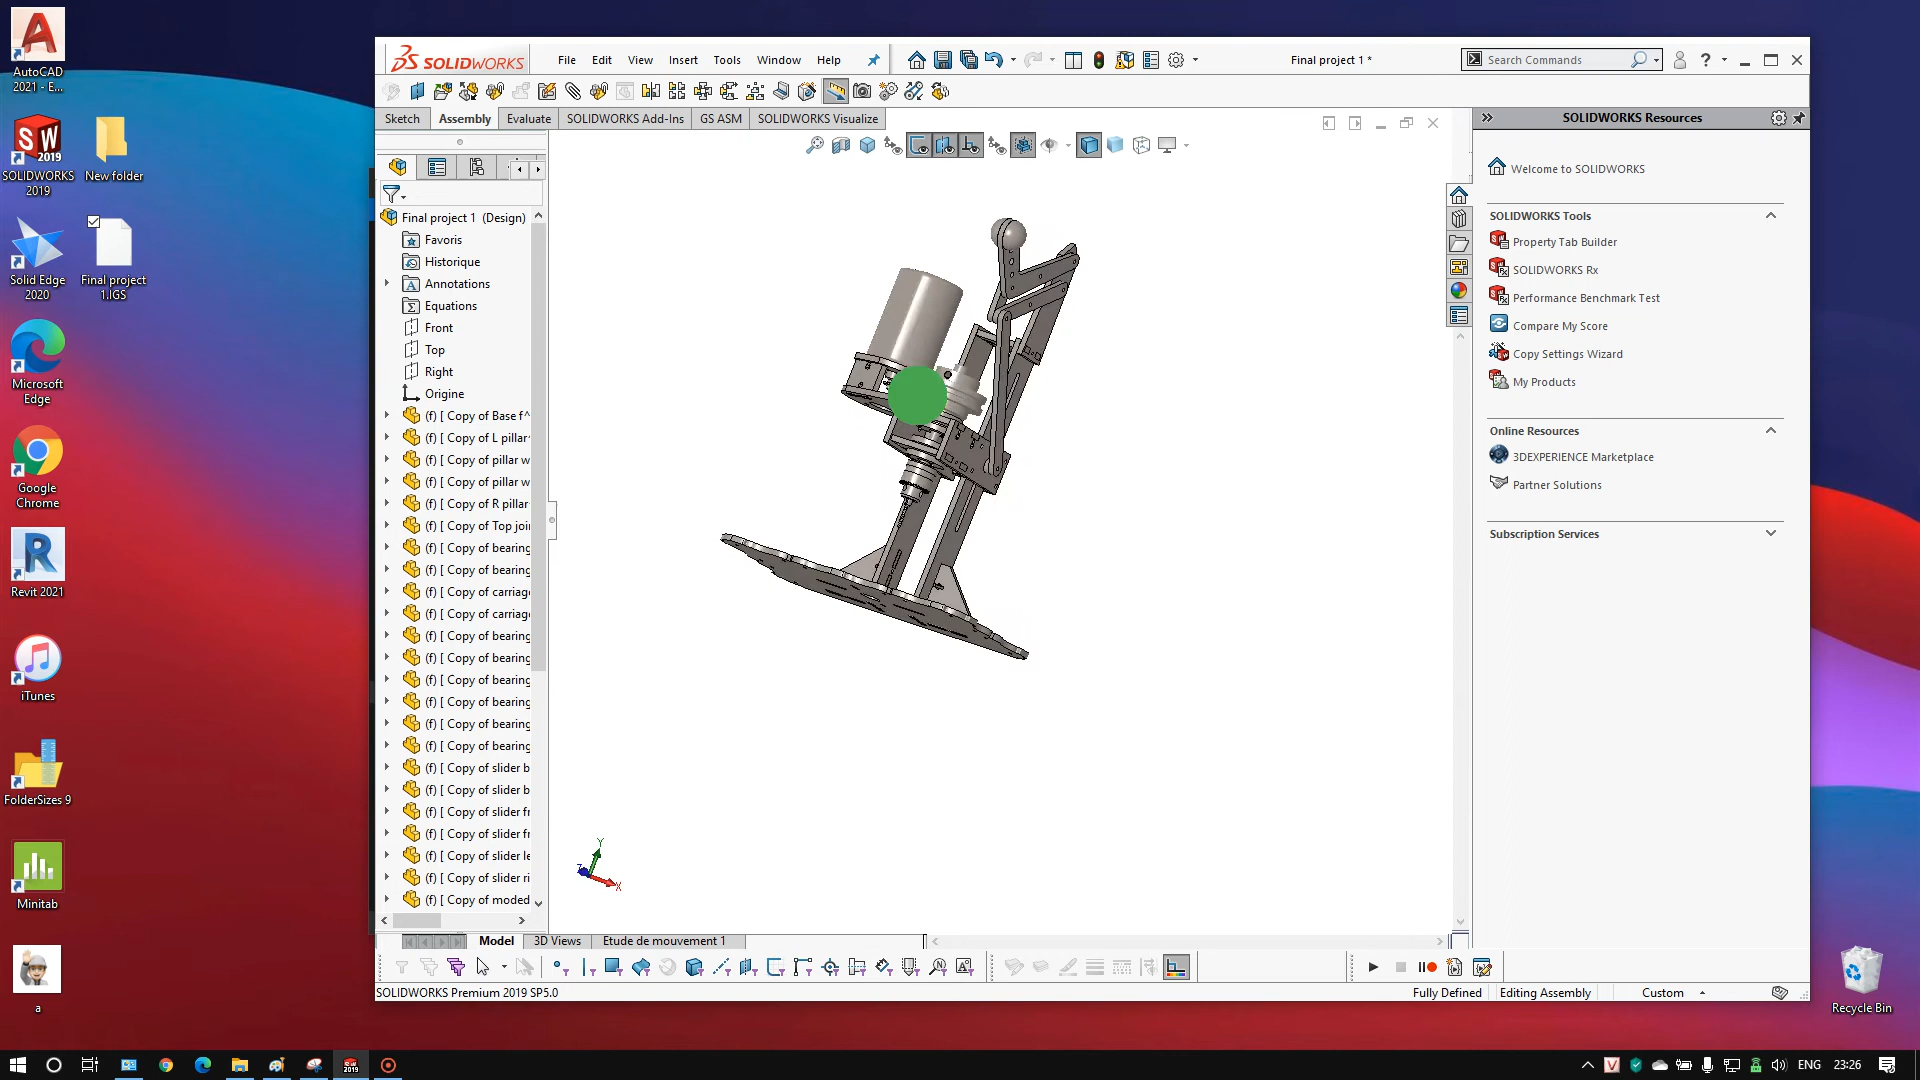 AutoCAD
2021 - E...
SOLIDWORKS
2019
New folder
Solid Edge
2020
Final project
1.IGS
Microsoft
Edge
Google
Chrome
Revit 2021
iTunes
FolderSizes 9
Minitab
a
SOLIDWORKS
File Edit View Insert Tools Window Help
Final project 1 *
Search Commands
Sketch Assembly Evaluate SOLIDWORKS Add-Ins GS ASM SOLIDWORKS Visualize
Final project 1 (Design)
Favoris
Historique
Annotations
Equations
Front
Top
Right
Origine
(f) [ Copy of Base f^
(f) [ Copy of L pillar^
(f) [ Copy of pillar w
(f) [ Copy of pillar w
(f) [ Copy of R pillar
(f) [ Copy of Top joi
(f) [ Copy of bearing
(f) [ Copy of bearing
(f) [ Copy of carriag
(f) [ Copy of carriag
(f) [ Copy of bearing
(f) [ Copy of bearing
(f) [ Copy of bearing
(f) [ Copy of bearing
(f) [ Copy of bearing
(f) [ Copy of bearing
(f) [ Copy of slider b
(f) [ Copy of slider b
(f) [ Copy of slider fr
(f) [ Copy of slider fr
(f) [ Copy of slider le
(f) [ Copy of slider ri
(f) [ Copy of moded
Y
Z
X
SOLIDWORKS Resources
Welcome to SOLIDWORKS
SOLIDWORKS Tools
Property Tab Builder
SOLIDWORKS Rx
Performance Benchmark Test
Compare My Score
Copy Settings Wizard
My Products
Online Resources
3DEXPERIENCE Marketplace
Partner Solutions
Subscription Services
Model 3D Views Etude de mouvement 1
SOLIDWORKS Premium 2019 SP5.0
Fully Defined Editing Assembly Custom
Recycle Bin
ENG 23:26